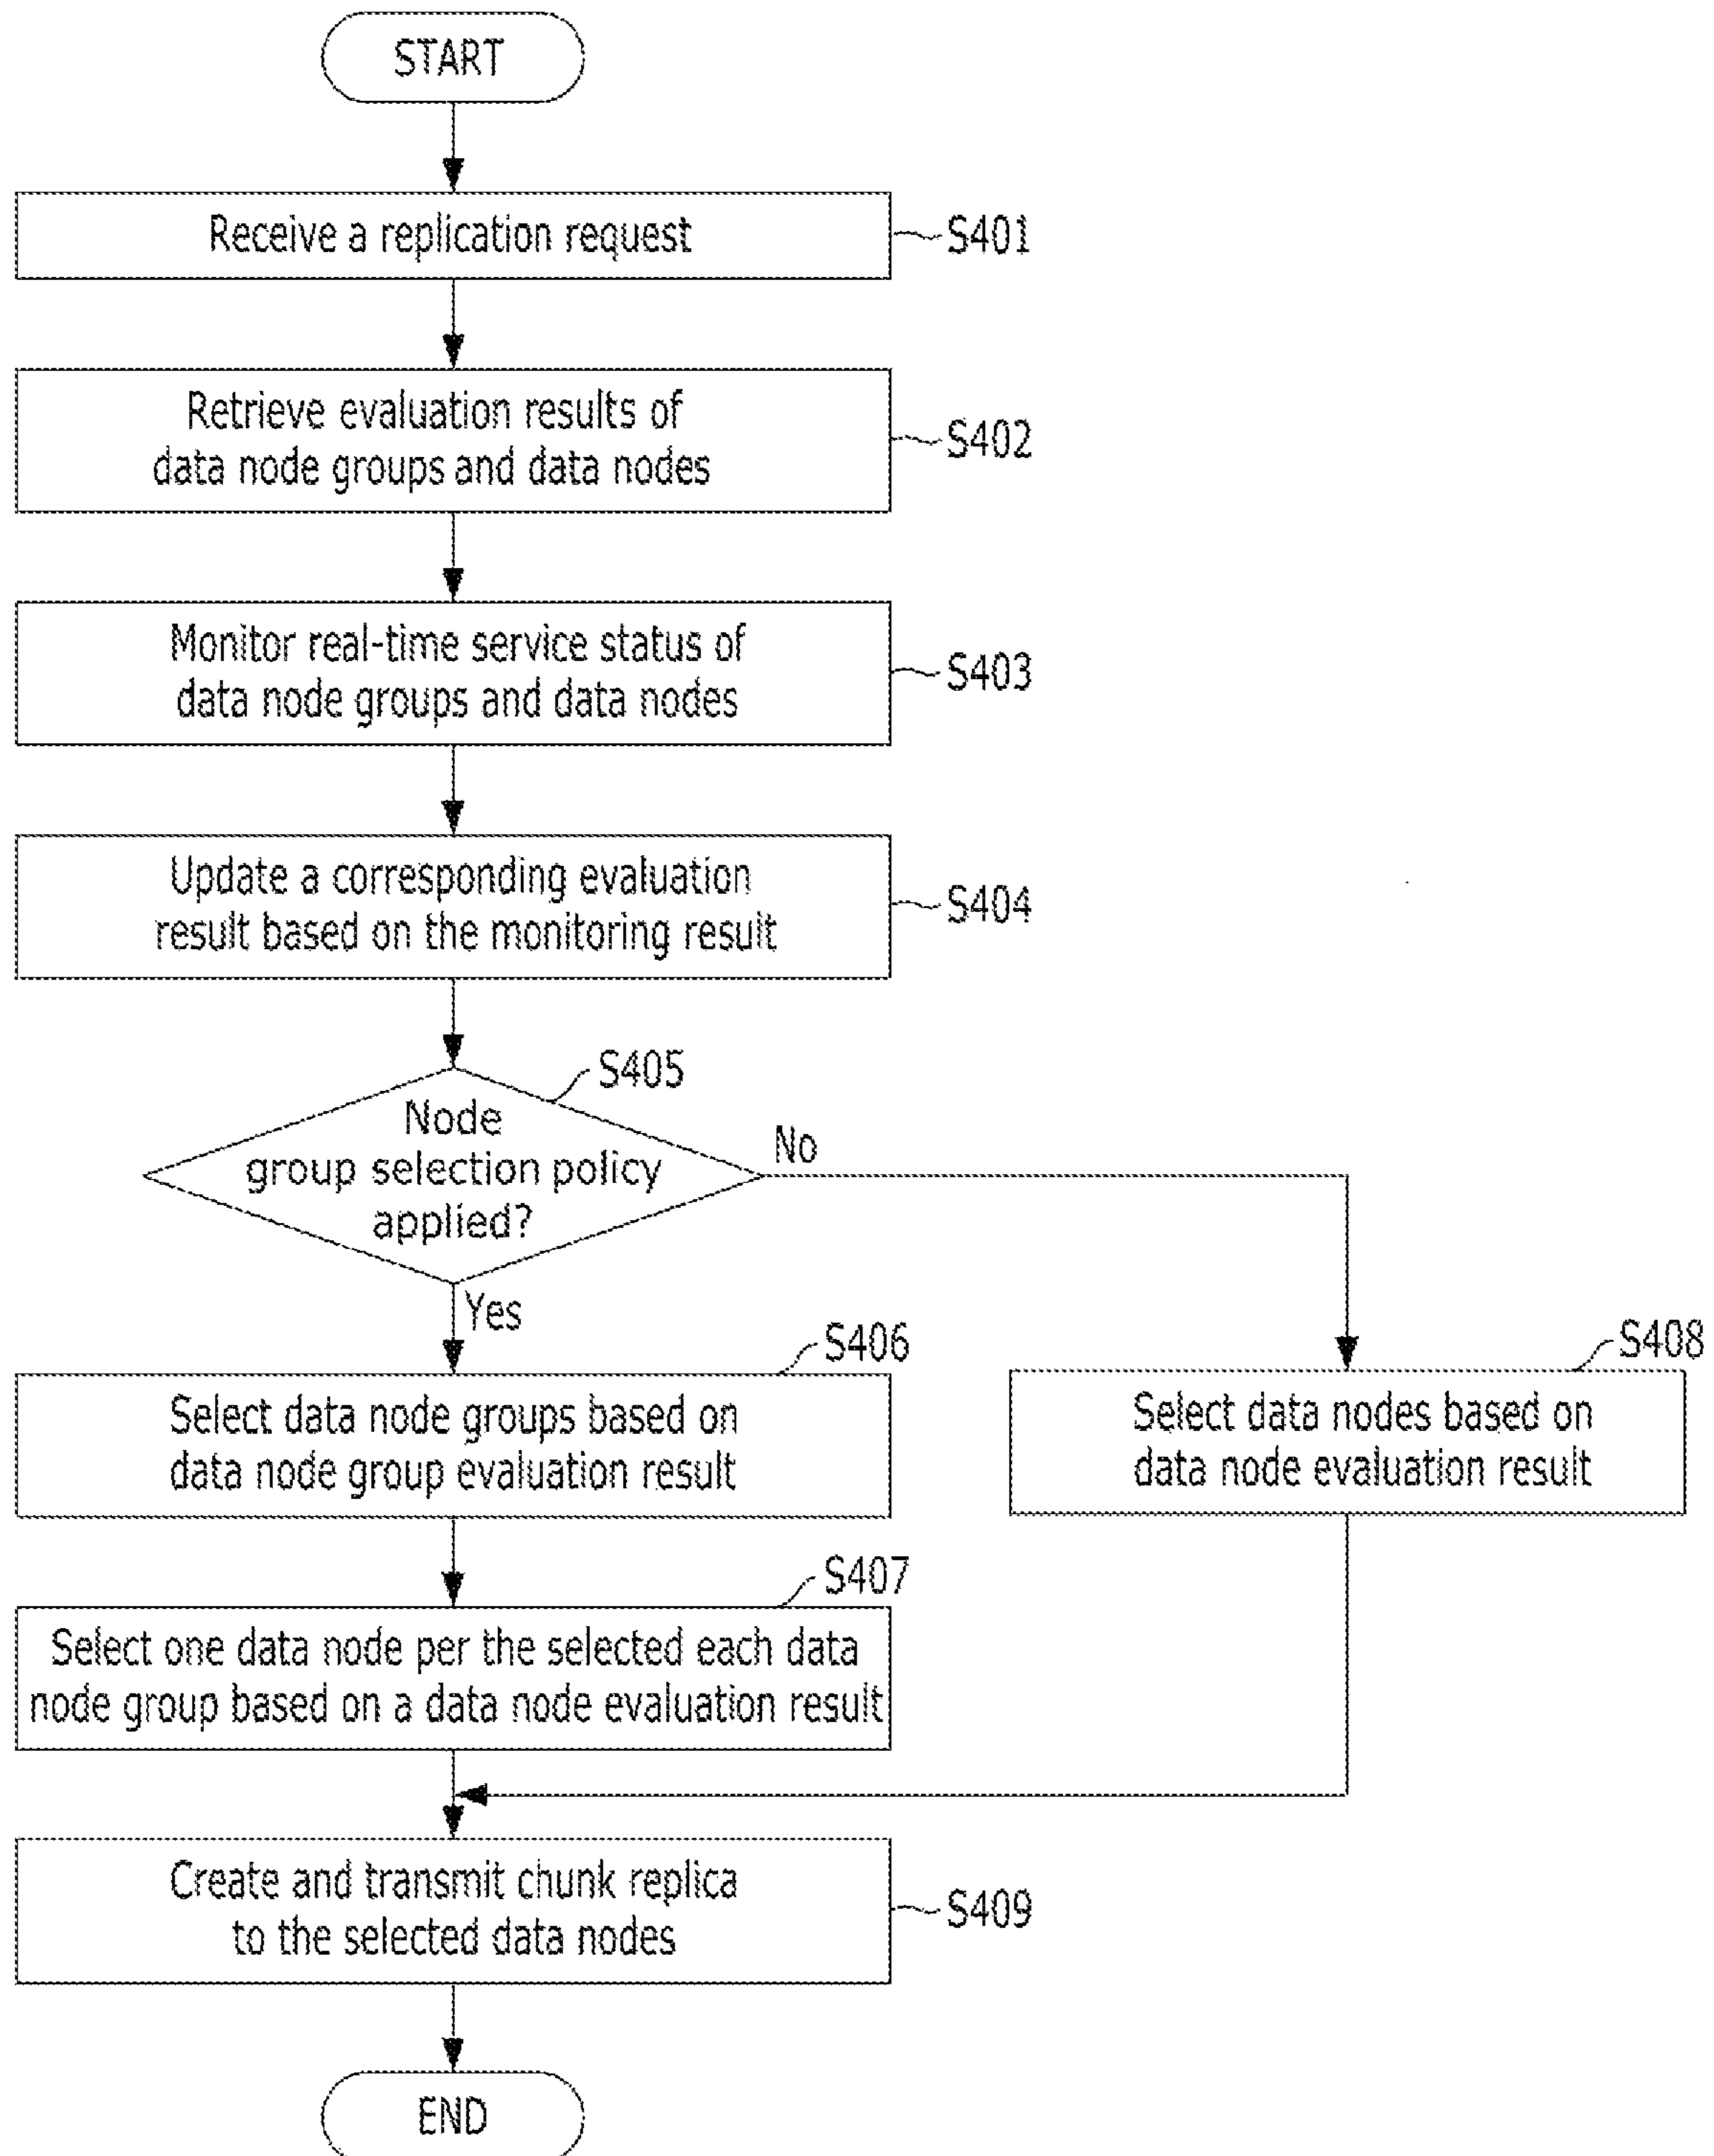 START
Receive a replication request
S401
Retrieve evaluation results of
data node groups and data nodes
S402
Monitor real-time service status of
data node groups and data nodes
S403
Update a corresponding evaluation
result based on the monitoring result
S404
S405
Node
group selection policy
applied?
No
Yes
S406
Select data node groups based on
data node group evaluation result
S408
Select data nodes based on
data node evaluation result
S407
Select one data node per the selected each data
node group based on a data node evaluation result
Create and transmit chunk replica
to the selected data nodes
S409
END